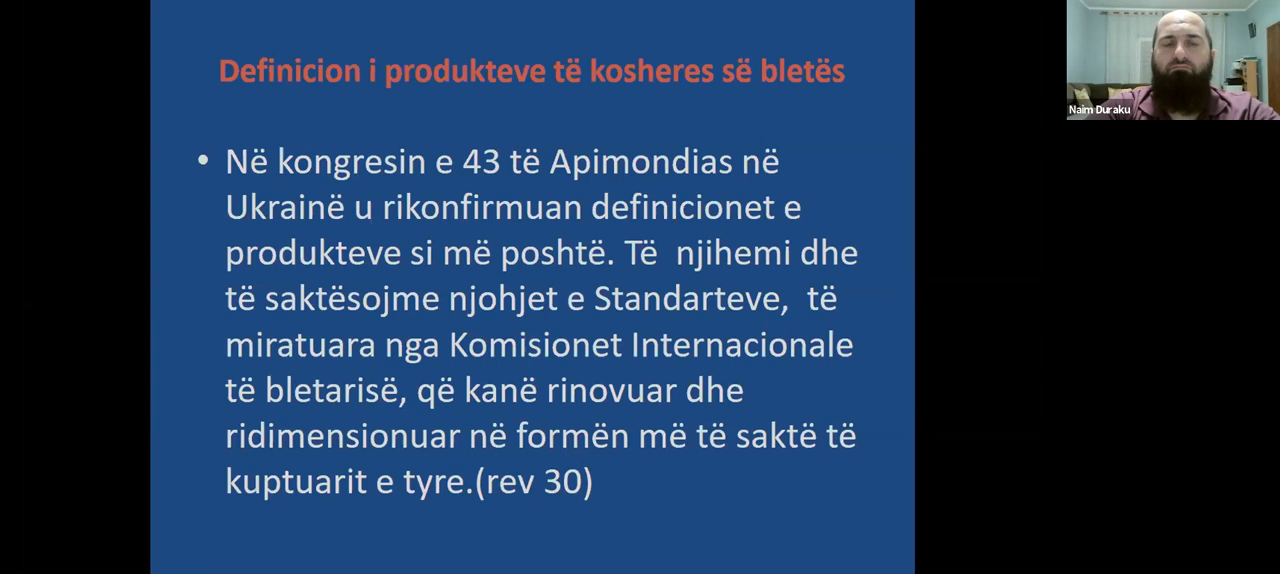 Definicion i produkteve të kosheres së bletës
• Në kongresin e 43 të Apimondias në
Ukrainë u rikonfirmuan definicionet e
produkteve si më poshtë. Të  njihemi dhe
të saktësojme njohjet e Standarteve,  të
miratuara nga Komisionet Internacionale
të bletarisë, që kanë rinovuar dhe
ridimensionuar në formën më të saktë të
kuptuarit e tyre.(rev 30)
Naim Duraku